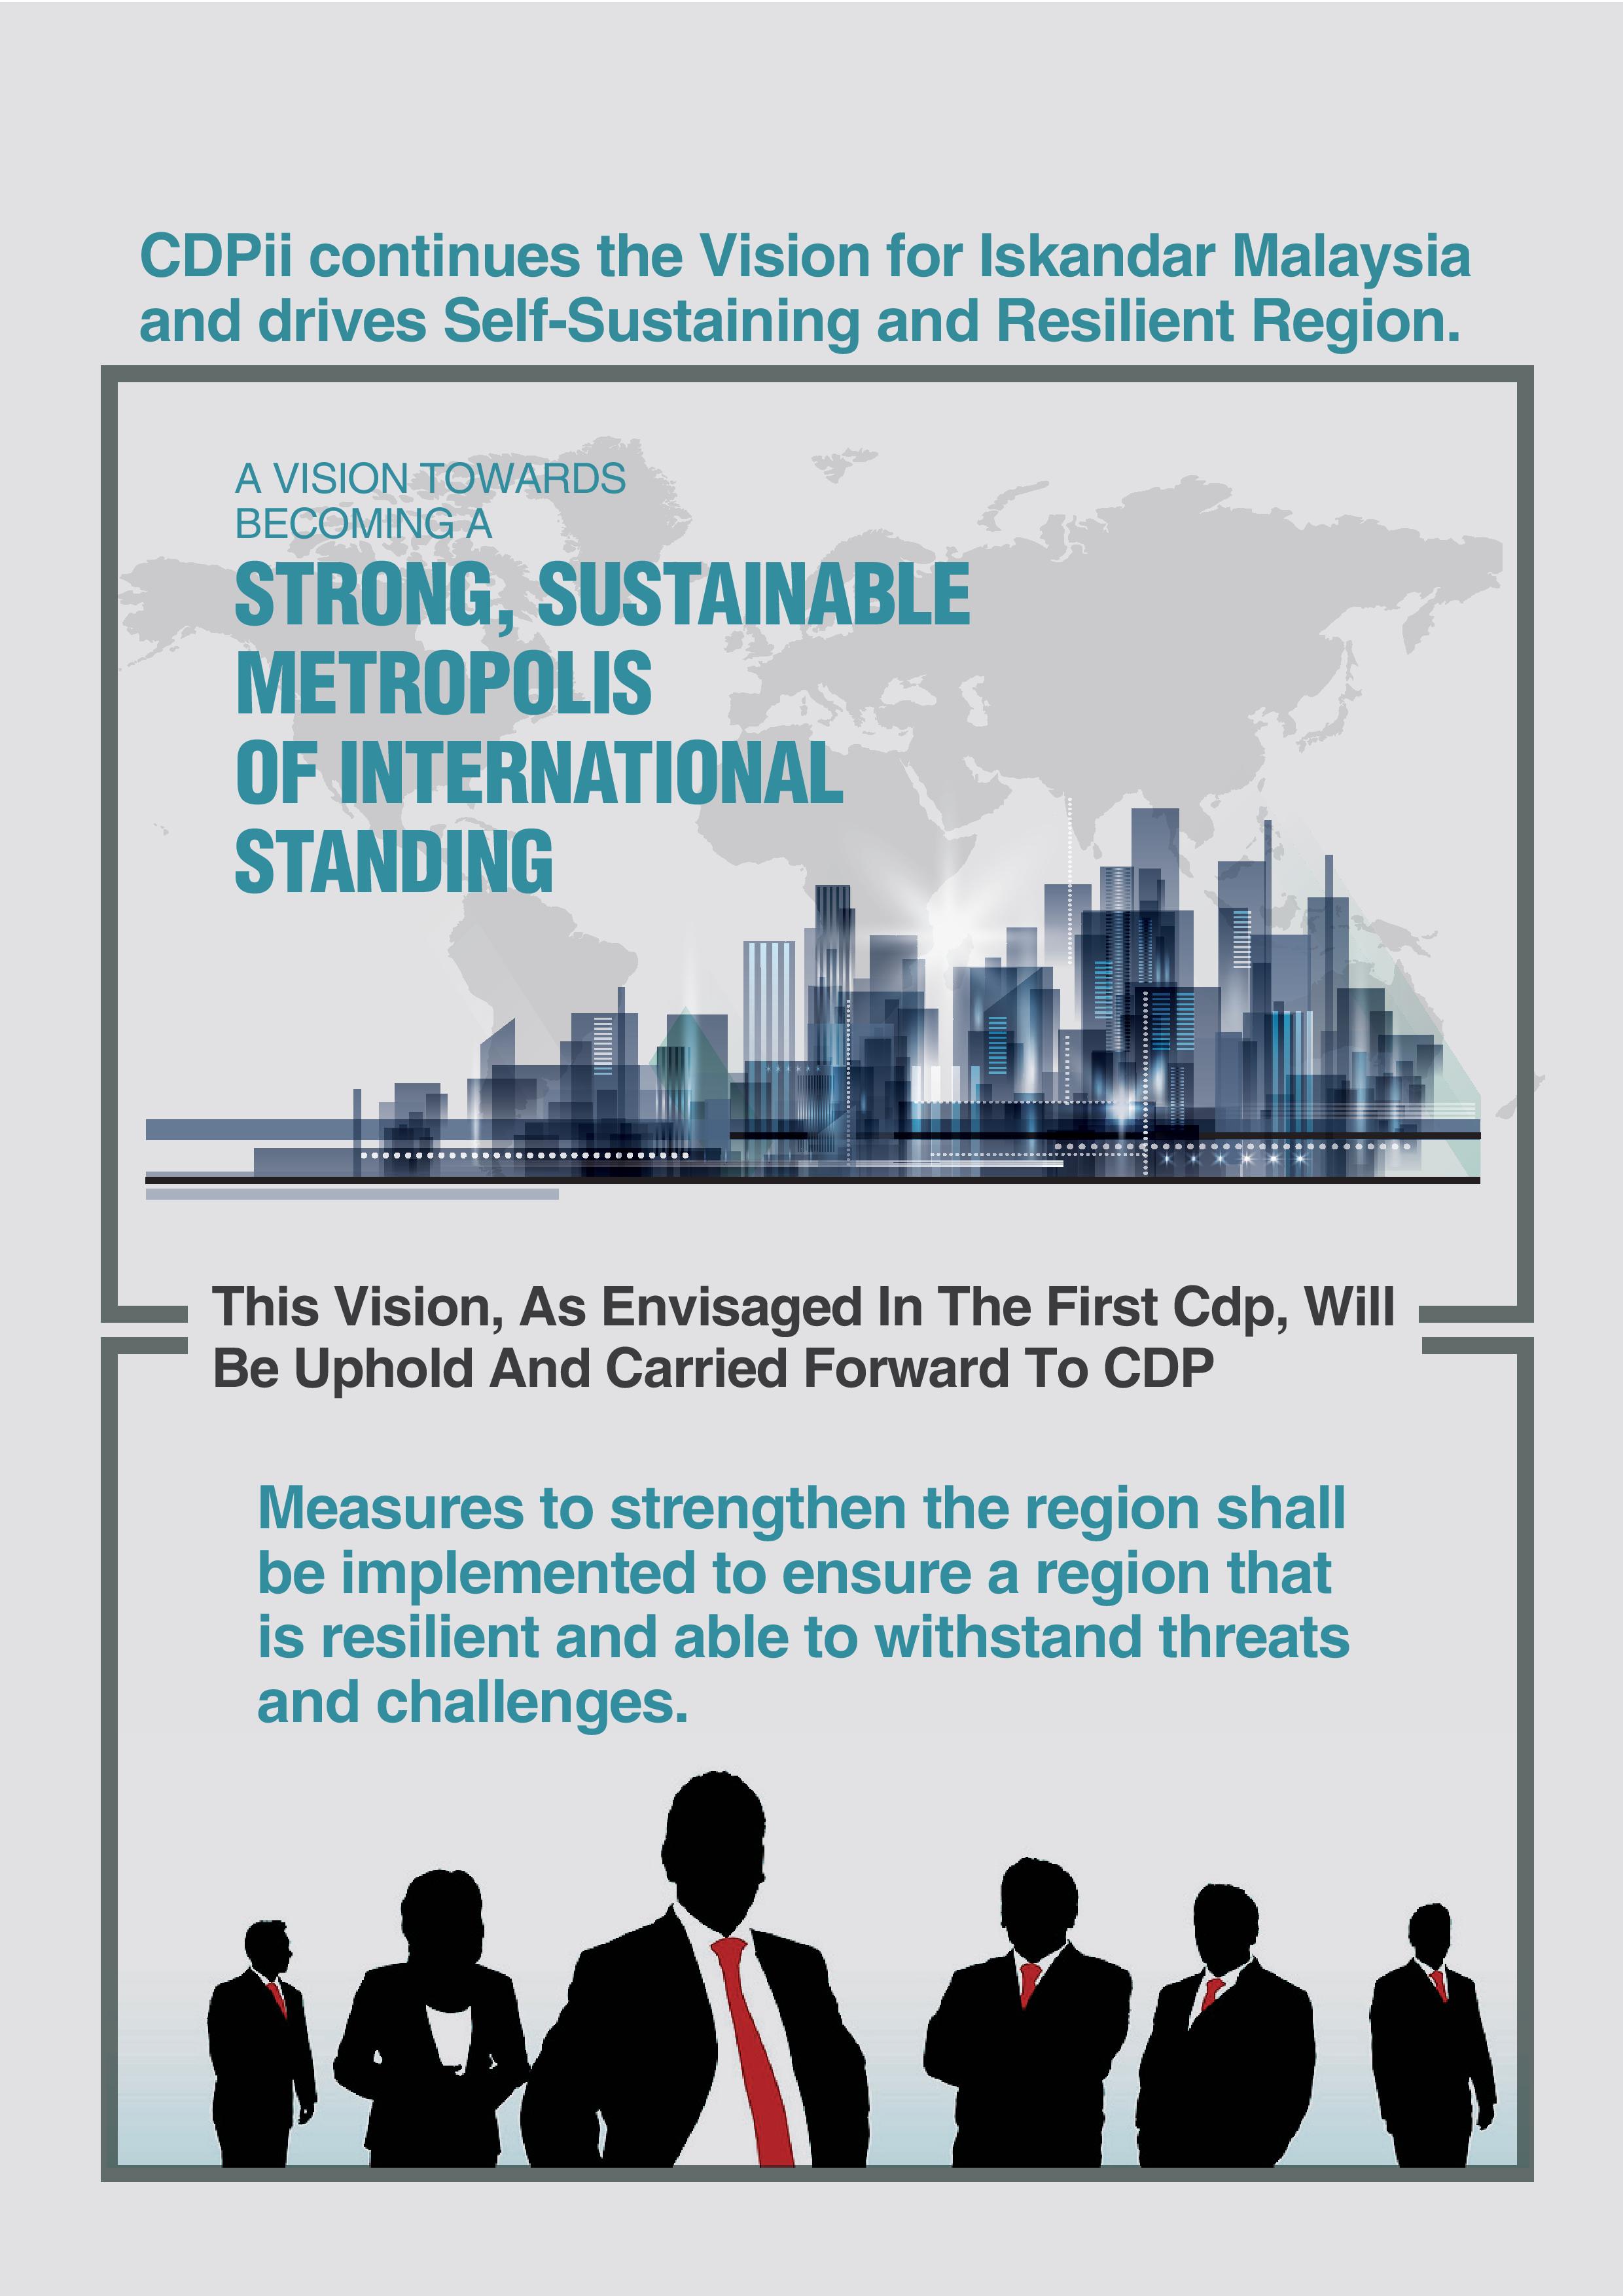 CDPii continues the Vision for Iskandar Malaysia
and drives Self-Sustaining and Resilient Region.
A VISION TOWARDS
BECOMING A
STRONG, SUSTAINABLE
METROPOLIS
OF INTERNATIONAL
STANDING
This Vision, As Envisaged In The First Cdp, Will
Be Uphold And Carried Forward To CDP
Measures to strengthen the region shall
be implemented to ensure a region that
is resilient and able to withstand threats
and challenges.